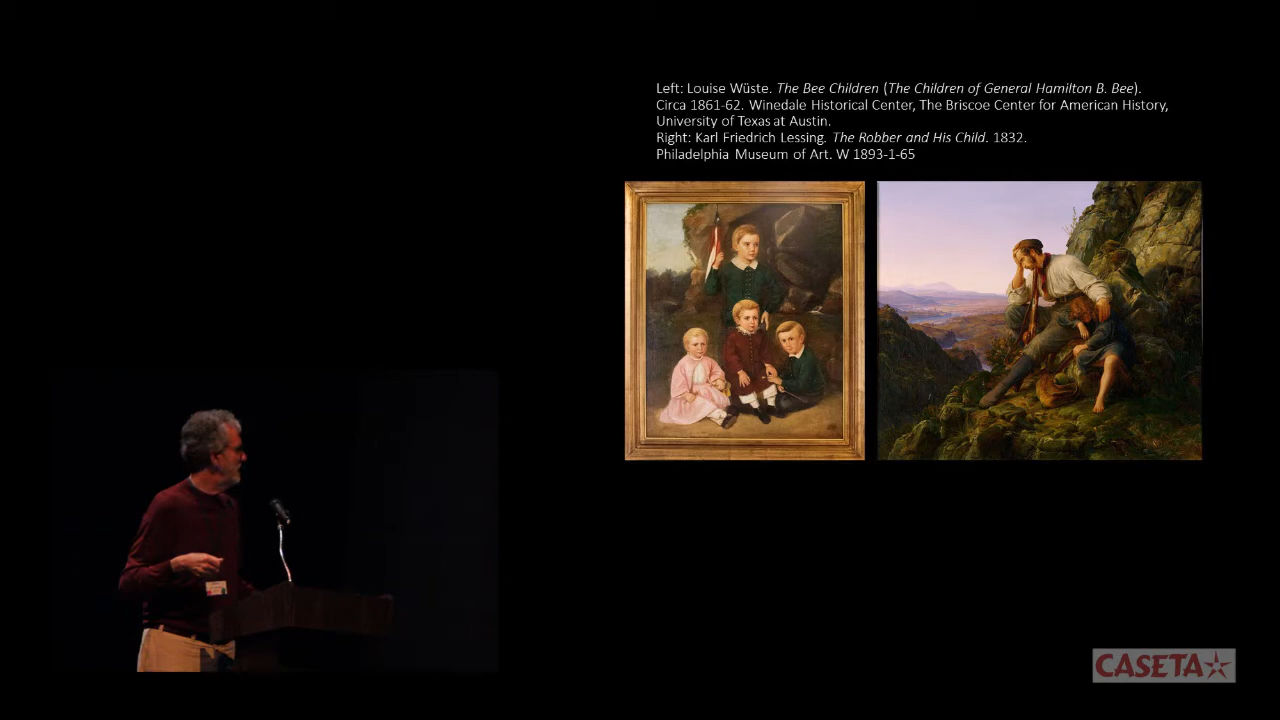 Left: Louise Wüste. The Bee Children (The Children of General Hamilton B. Bee).
Circa 1861-62. Winedale Historical Center, The Briscoe Center for American History,
University of Texas at Austin.
Right: Karl Friedrich Lessing. The Robber and His Child. 1832.
Philadelphia Museum of Art. W 1893-1-65
CASETA